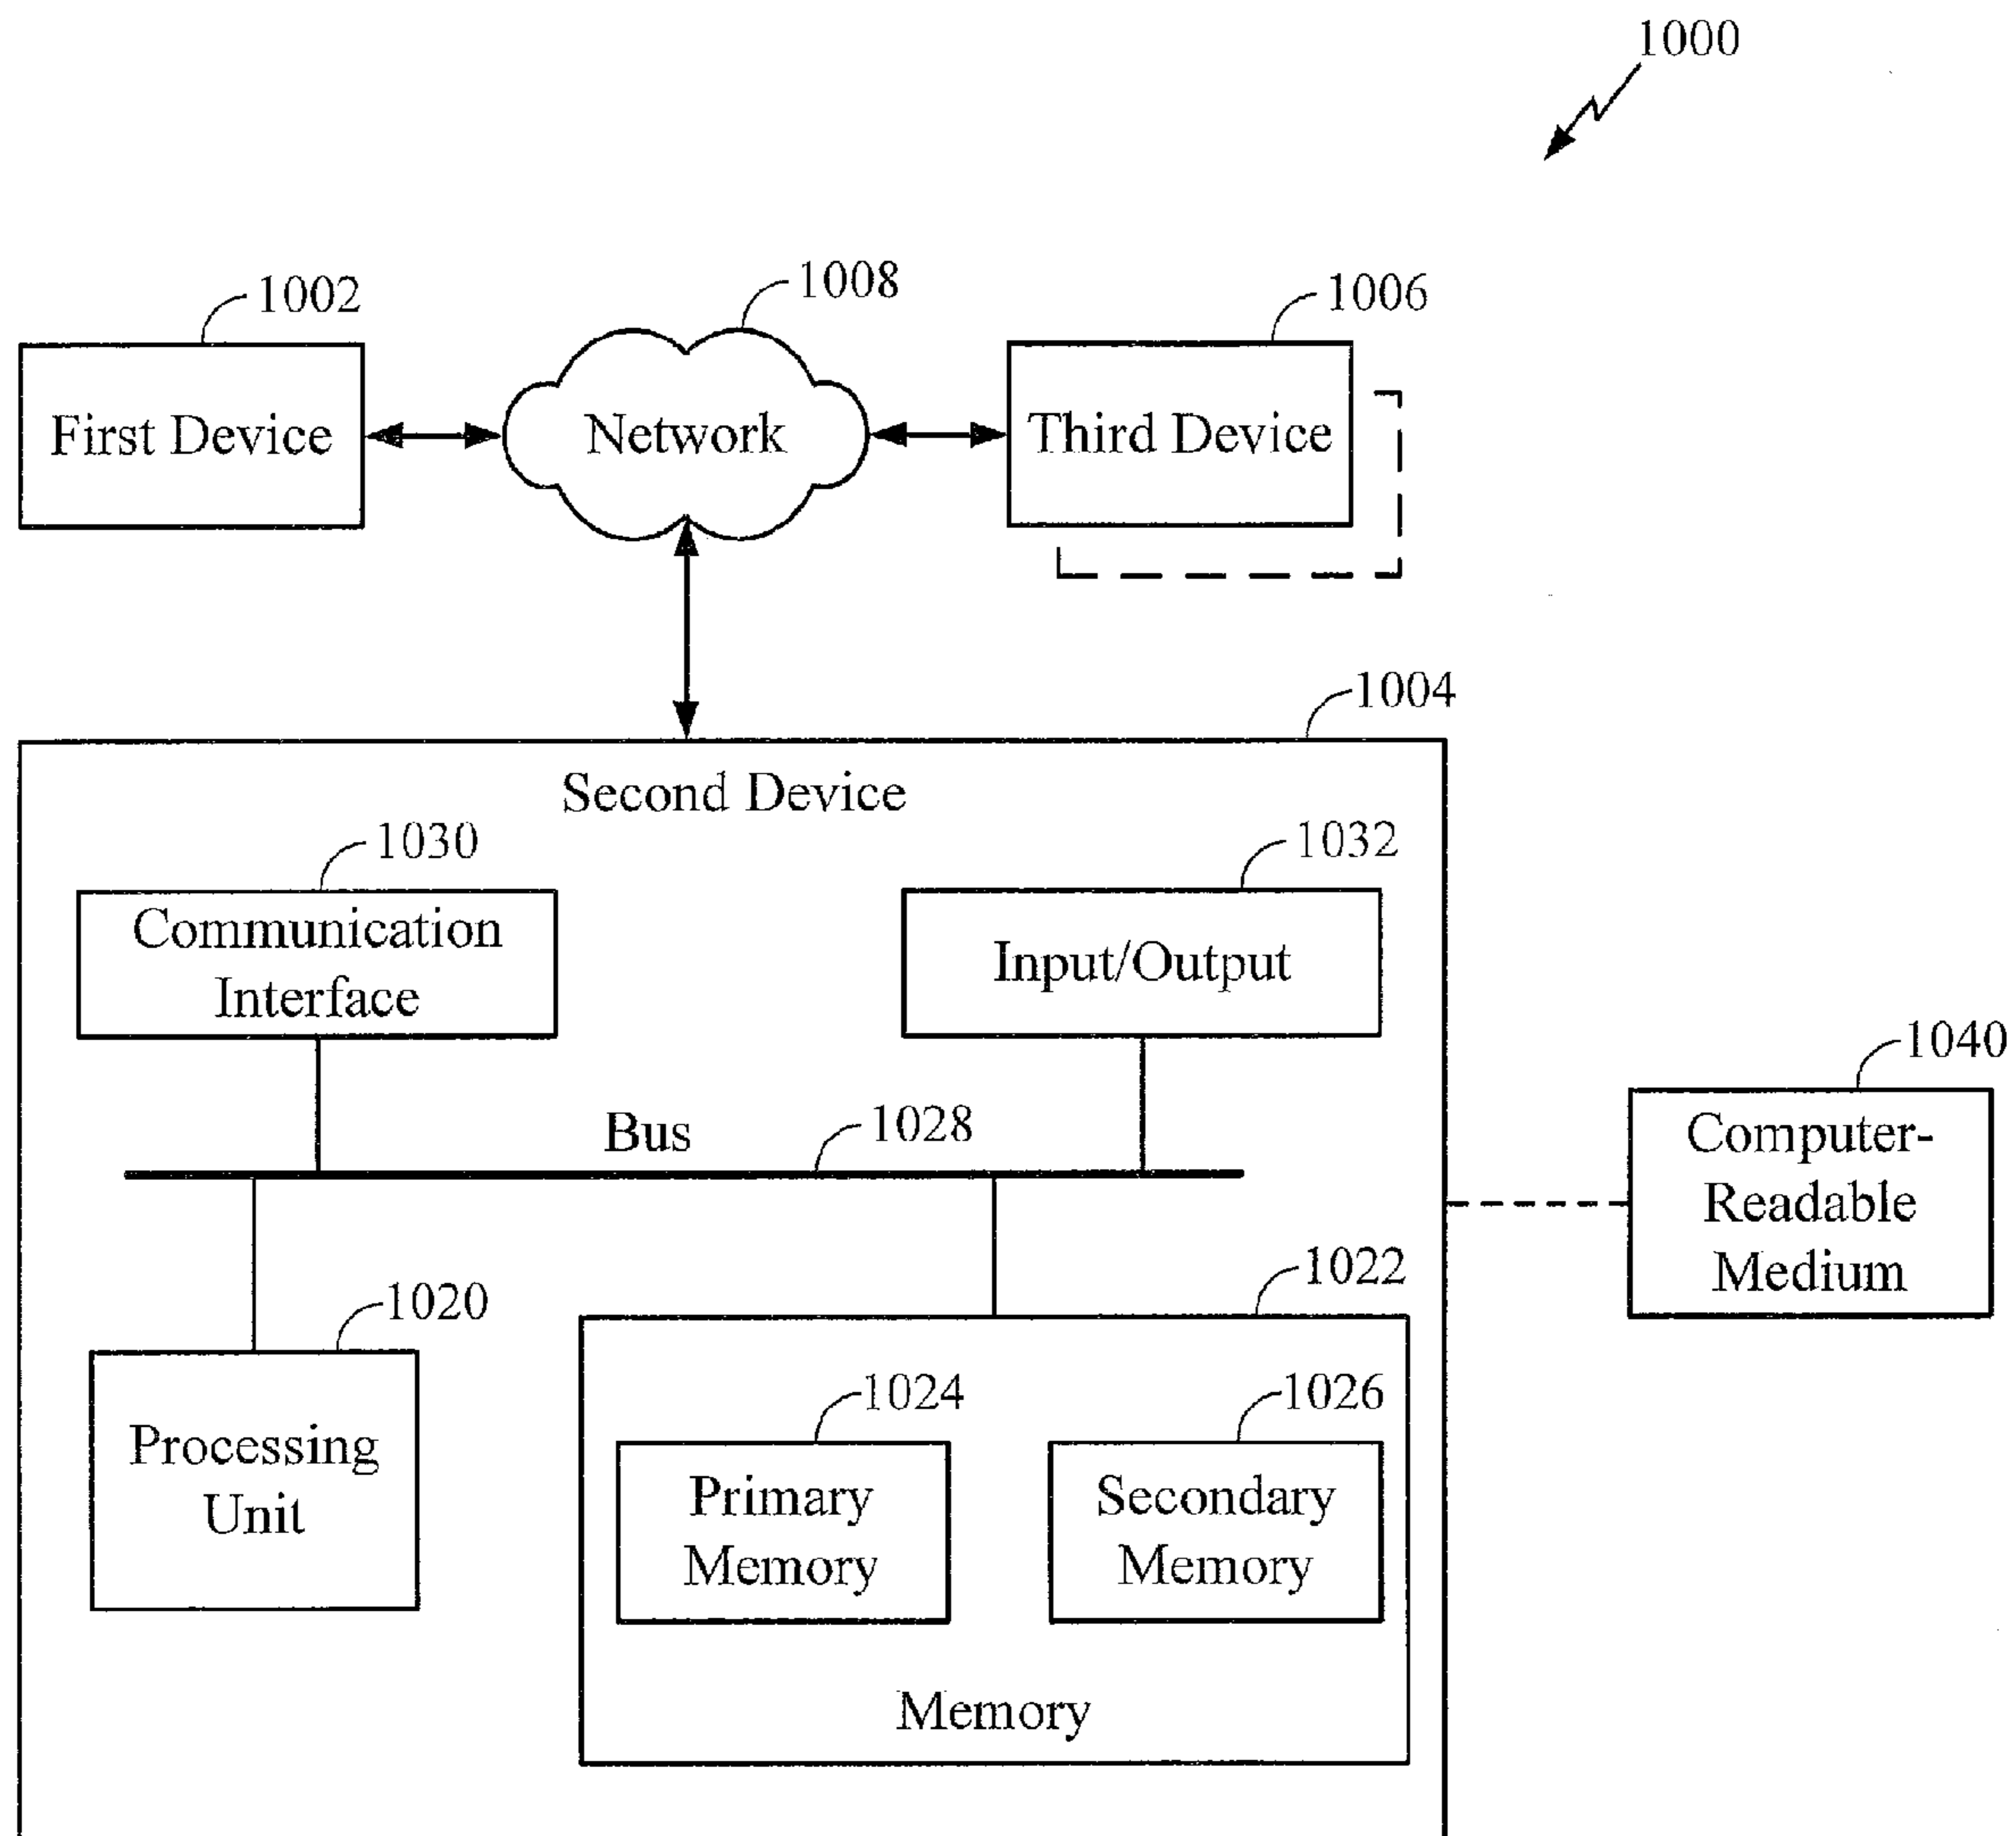 1000
1002
1008
1006
First Device
Network
Third Device
1004
Second Device
1030
1032
Communication
Interface
Input/Output
1040
Bus
1028
Computer-
Readable
Medium
1022
1020
1024
1026
Processing
Unit
Primary
Memory
Secondary
Memory
Memory